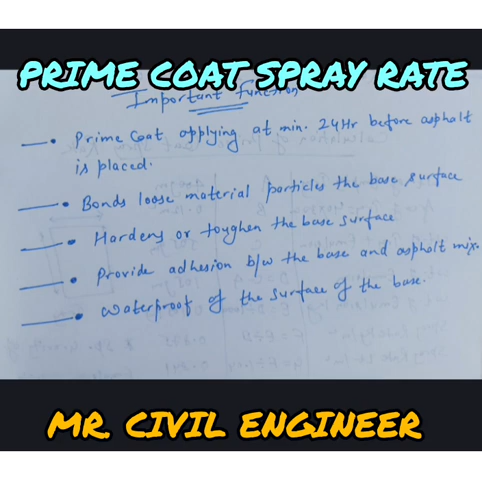 PRIME COAT SPRAY RATE
Important function
Prime Coat applying at min. 24Hr before asphalt
is placed.
Bonds loose material particles the base surface
Hardens or toughen the base surface
Provide adhesion b/w the base and asphalt mix.
Waterproof of the surface of the base.
MR. CIVIL ENGINEER